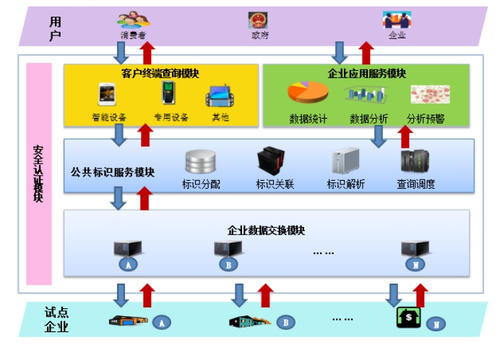 用户
消费者
政府
企业
安全认证模块
客户终端查询模块
智能设备
专用设备
其他
企业应用服务模块
数据统计
数据分析
分析预警
公共标识服务模块
标识分配
标识关联
标识解析
查询调度
企业数据交换模块
A
B
……
N
试点
企业
A
B
……
N